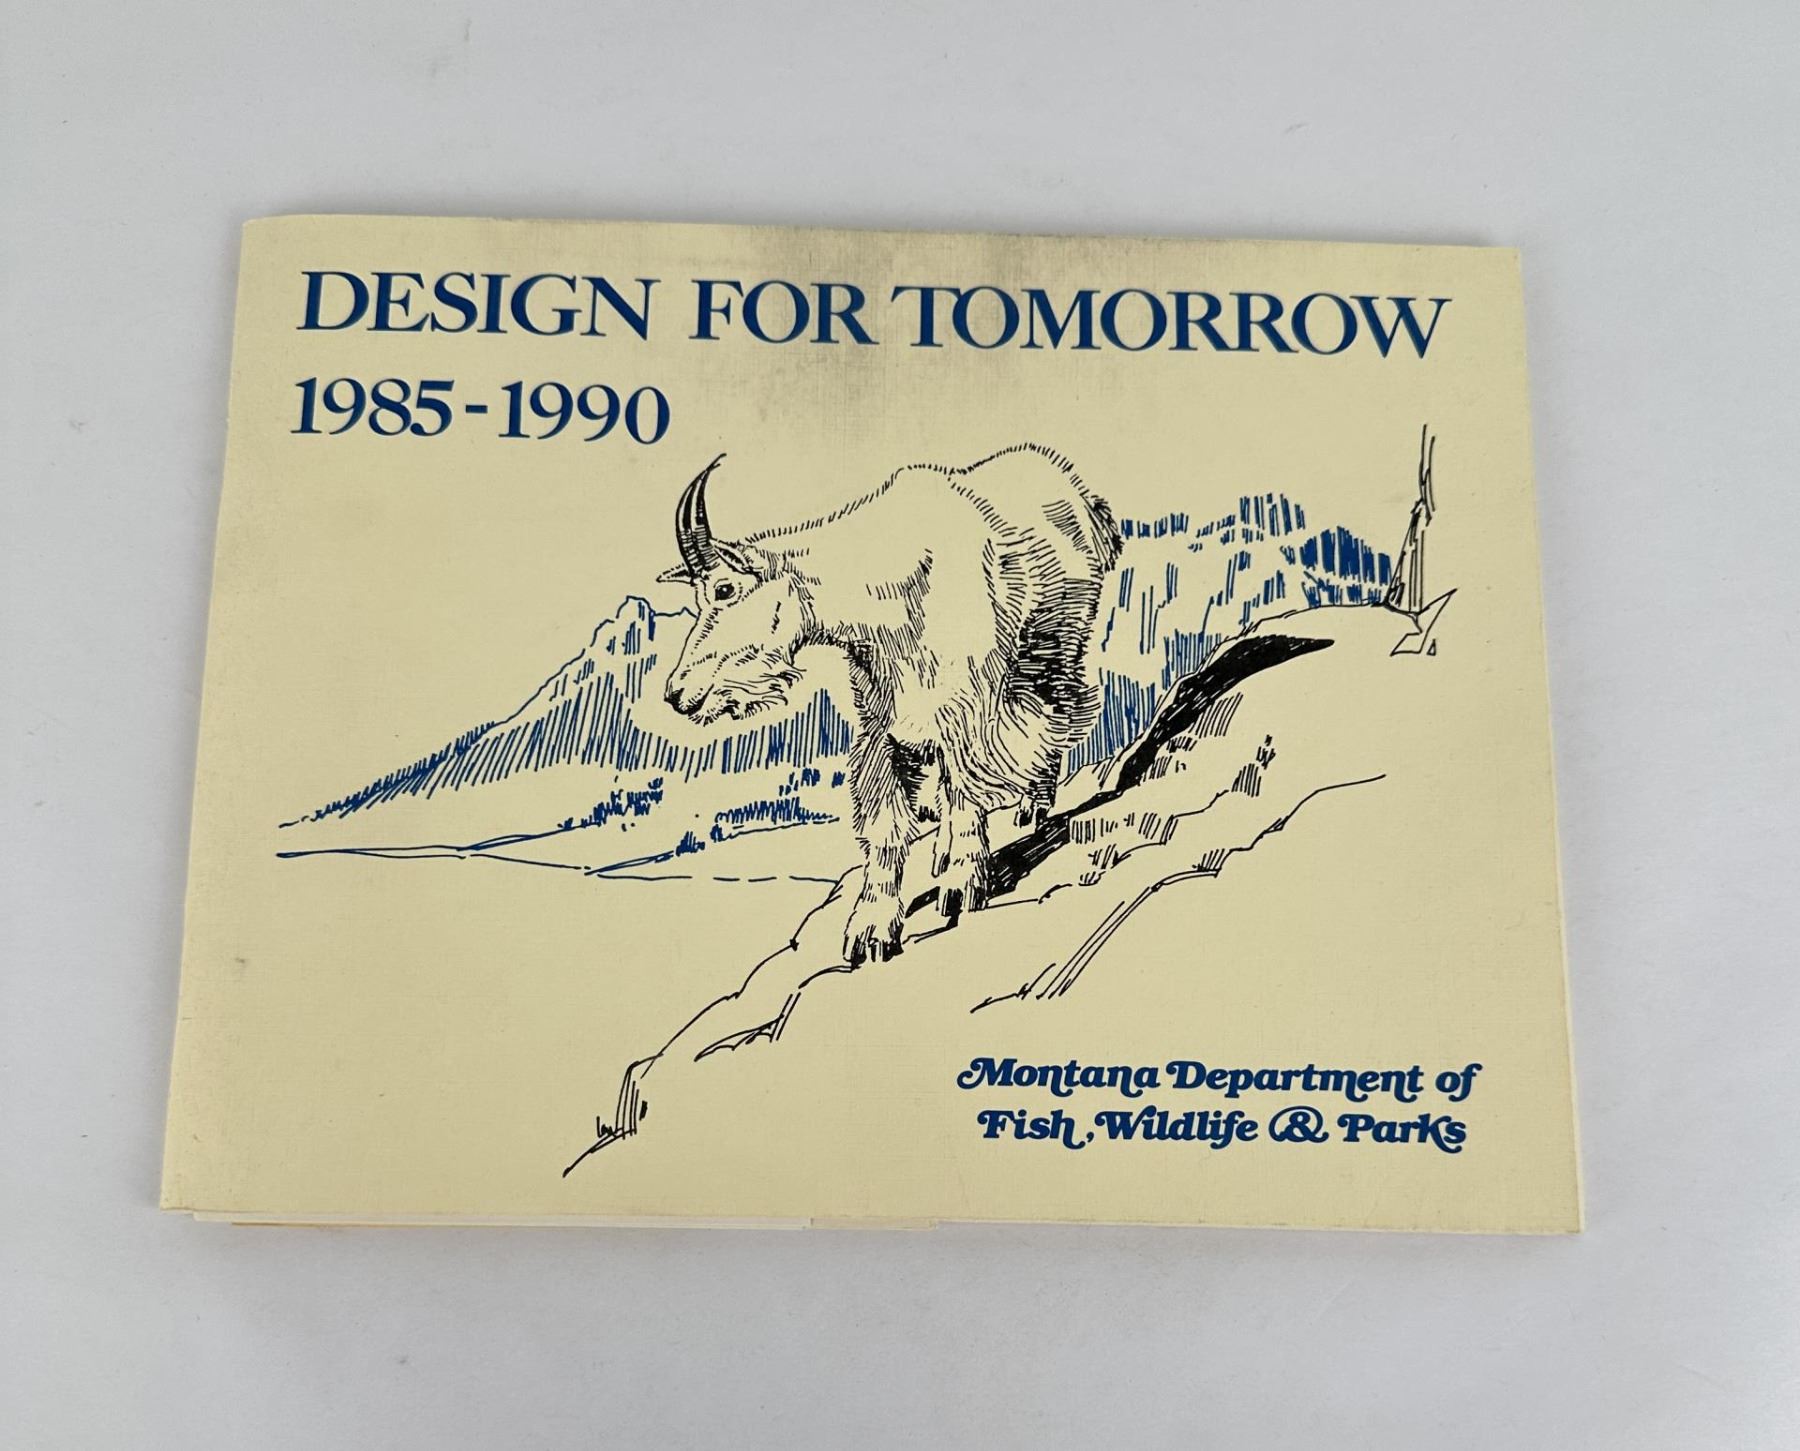 DESIGN FOR TOMORROW
1985-1990
Montana Department of
Fish, Wildlife & Parks